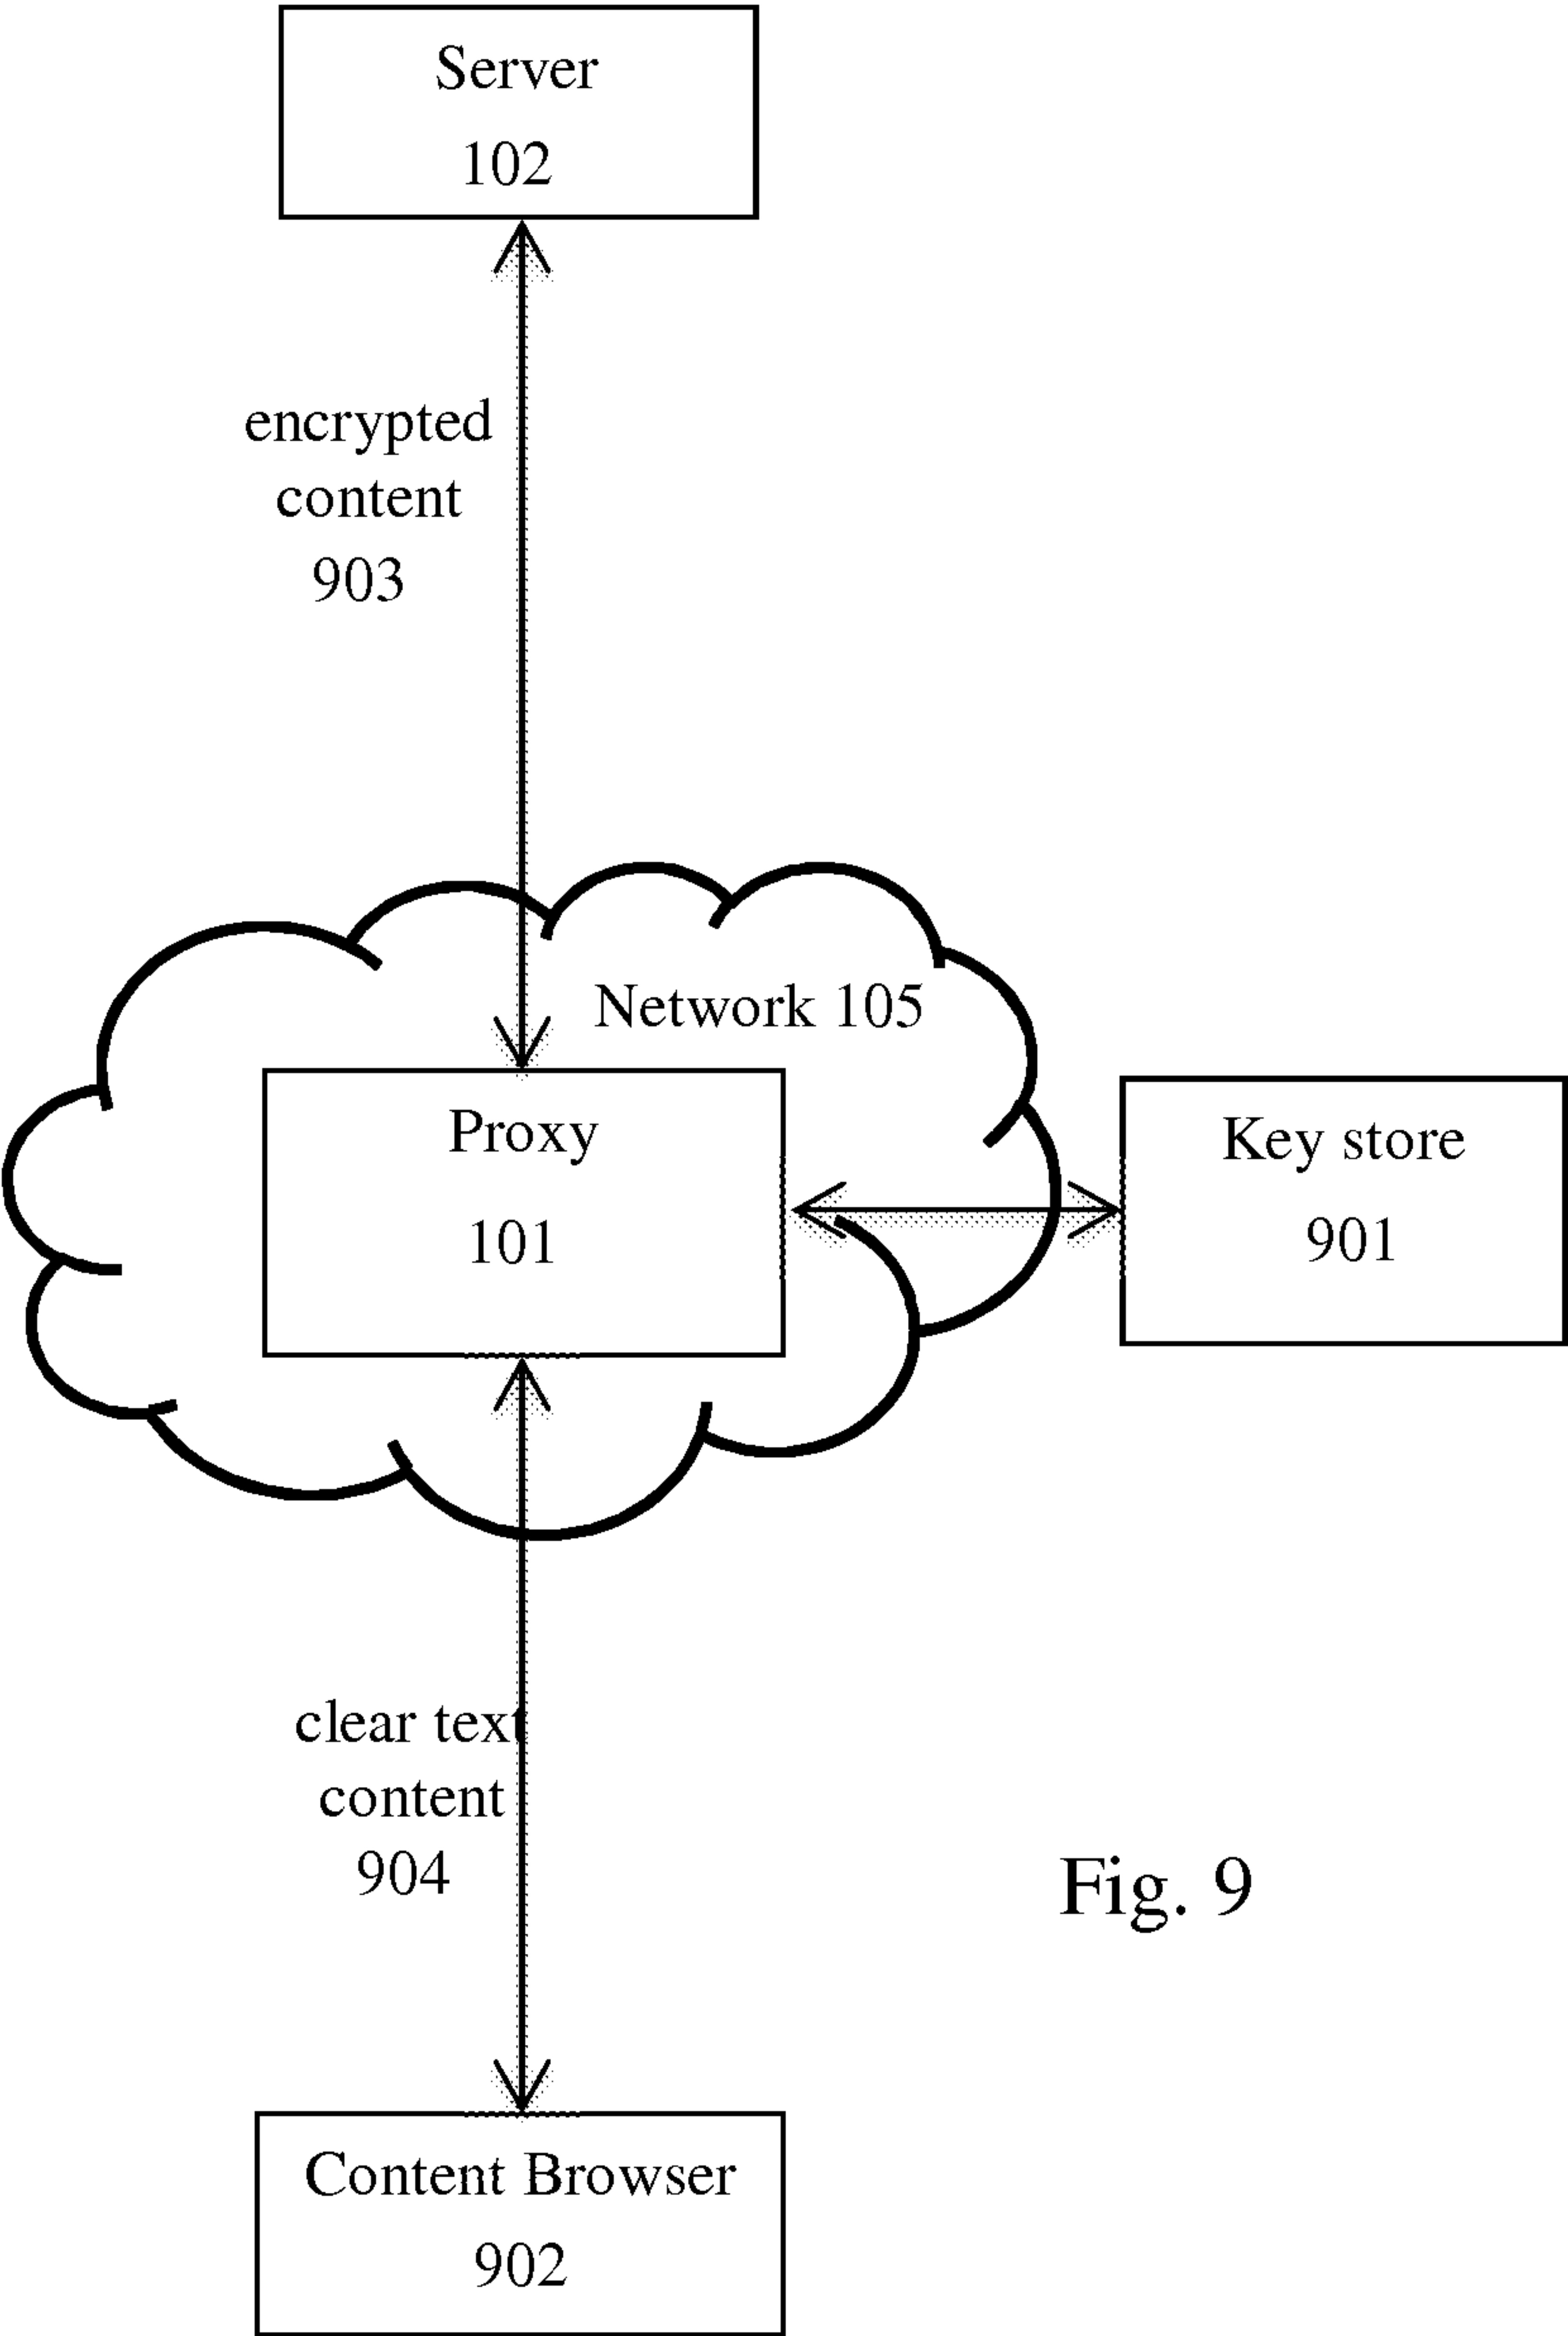 Server
102
encrypted
content
903
Network 105
Proxy
101
Key store
901
clear text
content
904
Fig. 9
Content Browser
902